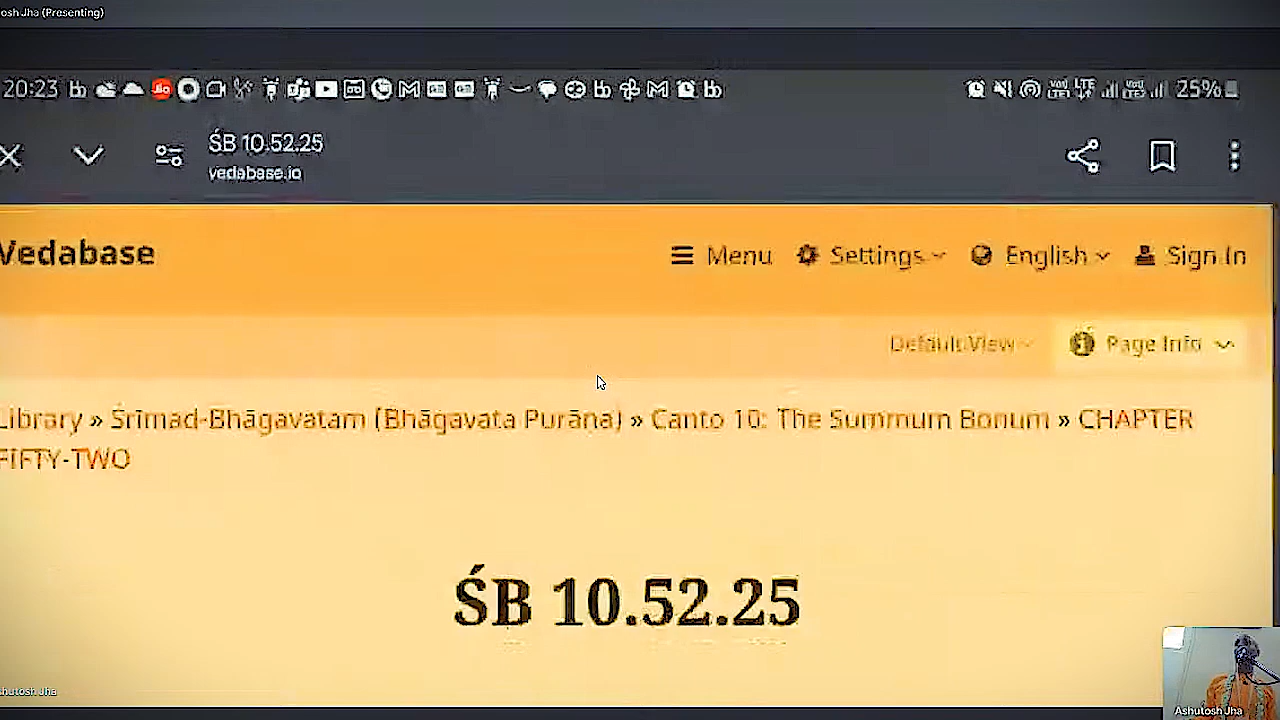 osh Jha (Presenting)
20:23
25%
ŚB 10.52.25
vedabase.io
Vedabase
Menu Settings English Sign In
Default View Page Info
Library » Śrīmad-Bhāgavatam (Bhāgavata Purāṇa) » Canto 10: The Summum Bonum » CHAPTER
FIFTY-TWO
ŚB 10.52.25
shutosh Jha
Ashutosh Jha